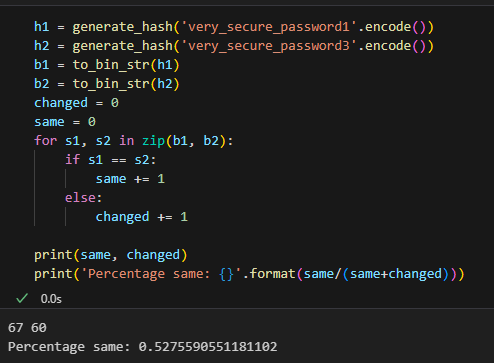 h1 = generate_hash('very_secure_password1'.encode())
h2 = generate_hash('very_secure_password3'.encode())
b1 = to_bin_str(h1)
b2 = to_bin_str(h2)
changed = 0
same = 0
for s1, s2 in zip(b1, b2):
    if s1 == s2:
        same += 1
    else:
        changed += 1

print(same, changed)
print('Percentage same: {}'.format(same/(same+changed)))
0.0s
67 60
Percentage same: 0.5275590551181102